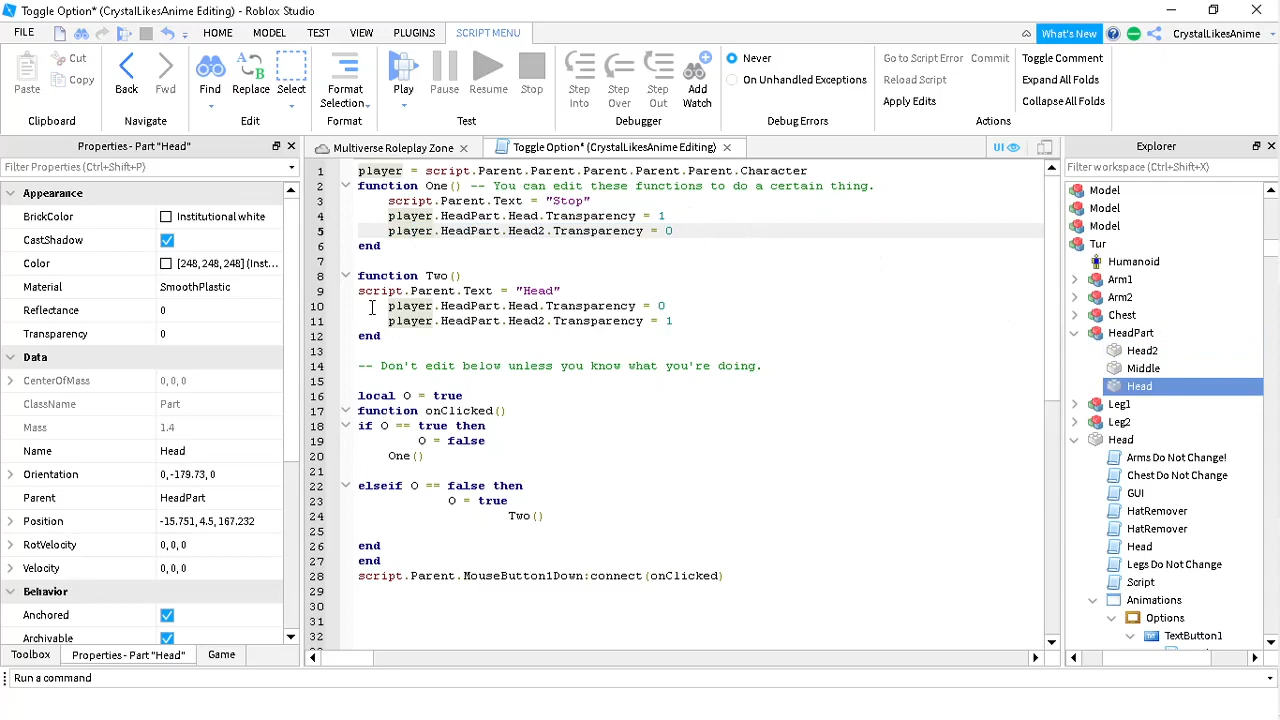 Toggle Option* (CrystalLikesAnime Editing) - Roblox Studio
FILE HOME MODEL TEST VIEW PLUGINS SCRIPT MENU What's New CrystalLikesAnime
Paste Cut Copy Back Fwd Find Replace Select Format Selection Play Pause Resume Stop Step Into Step Over Step Out Add Watch
Never
On Unhandled Exceptions
Go to Script Error Commit Toggle Comment
Reload Script Expand All Folds
Apply Edits Collapse All Folds
Clipboard Navigate Edit Format Test Debugger Debug Errors Actions
Properties - Part "Head"
Filter Properties (Ctrl+Shift+P)
Appearance
BrickColor Institutional white
CastShadow
Color [248, 248, 248] (Inst...
Material SmoothPlastic
Reflectance 0
Transparency 0
Data
CenterOfMass 0, 0, 0
ClassName Part
Mass 1.4
Name Head
Orientation 0, -179.73, 0
Parent HeadPart
Position -15.751, 4.5, 167.232
RotVelocity 0, 0, 0
Velocity 0, 0, 0
Behavior
Anchored
Archivable
Toolbox Properties - Part "Head" Game
Multiverse Roleplay Zone Toggle Option* (CrystalLikesAnime Editing) UI
1 player = script.Parent.Parent.Parent.Parent.Parent.Character
2 function One() -- You can edit these functions to do a certain thing.
3 script.Parent.Text = "Stop"
4 player.HeadPart.Head.Transparency = 1
5 player.HeadPart.Head2.Transparency = 0
6 end
7
8 function Two()
9 script.Parent.Text = "Head"
10 player.HeadPart.Head.Transparency = 0
11 player.HeadPart.Head2.Transparency = 1
12 end
13
14 -- Don't edit below unless you know what you're doing.
15
16 local O = true
17 function onClicked()
18 if O == true then
19 O = false
20 One()
21
22 elseif O == false then
23 O = true
24 Two()
25
26 end
27 end
28 script.Parent.MouseButton1Down:connect(onClicked)
29
30
31
32
Explorer
Filter workspace (Ctrl+Shift+X)
Model
Model
Model
Tur
Humanoid
Arm1
Arm2
Chest
HeadPart
Head2
Middle
Head
Leg1
Leg2
Head
Arms Do Not Change!
Chest Do Not Change
GUI
HatRemover
HatRemover
Head
Legs Do Not Change
Script
Animations
Options
TextButton1
Run a command